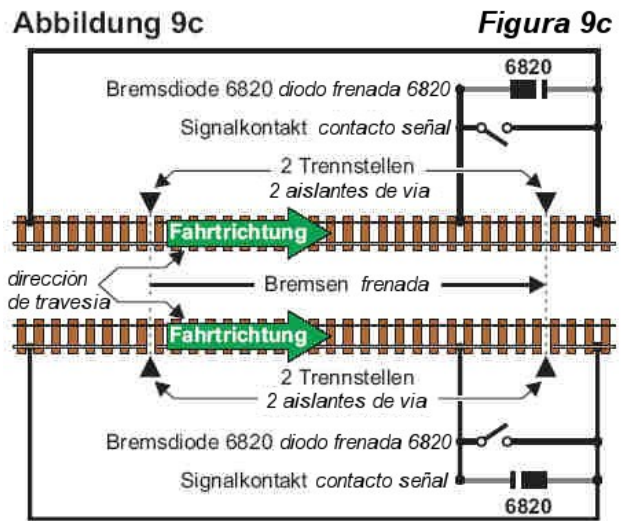 Abbildung 9c
Figura 9c
6820
Bremsdiode 6820 diodo frenada 6820
Signalkontakt contacto señal
2 Trennstellen
2 aislantes de via
Fahrtrichtung
dirección
de travesia
Bremsen frenada
Fahrtrichtung
2 Trennstellen
2 aislantes de via
Bremsdiode 6820 diodo frenada 6820
Signalkontakt contacto señal
6820